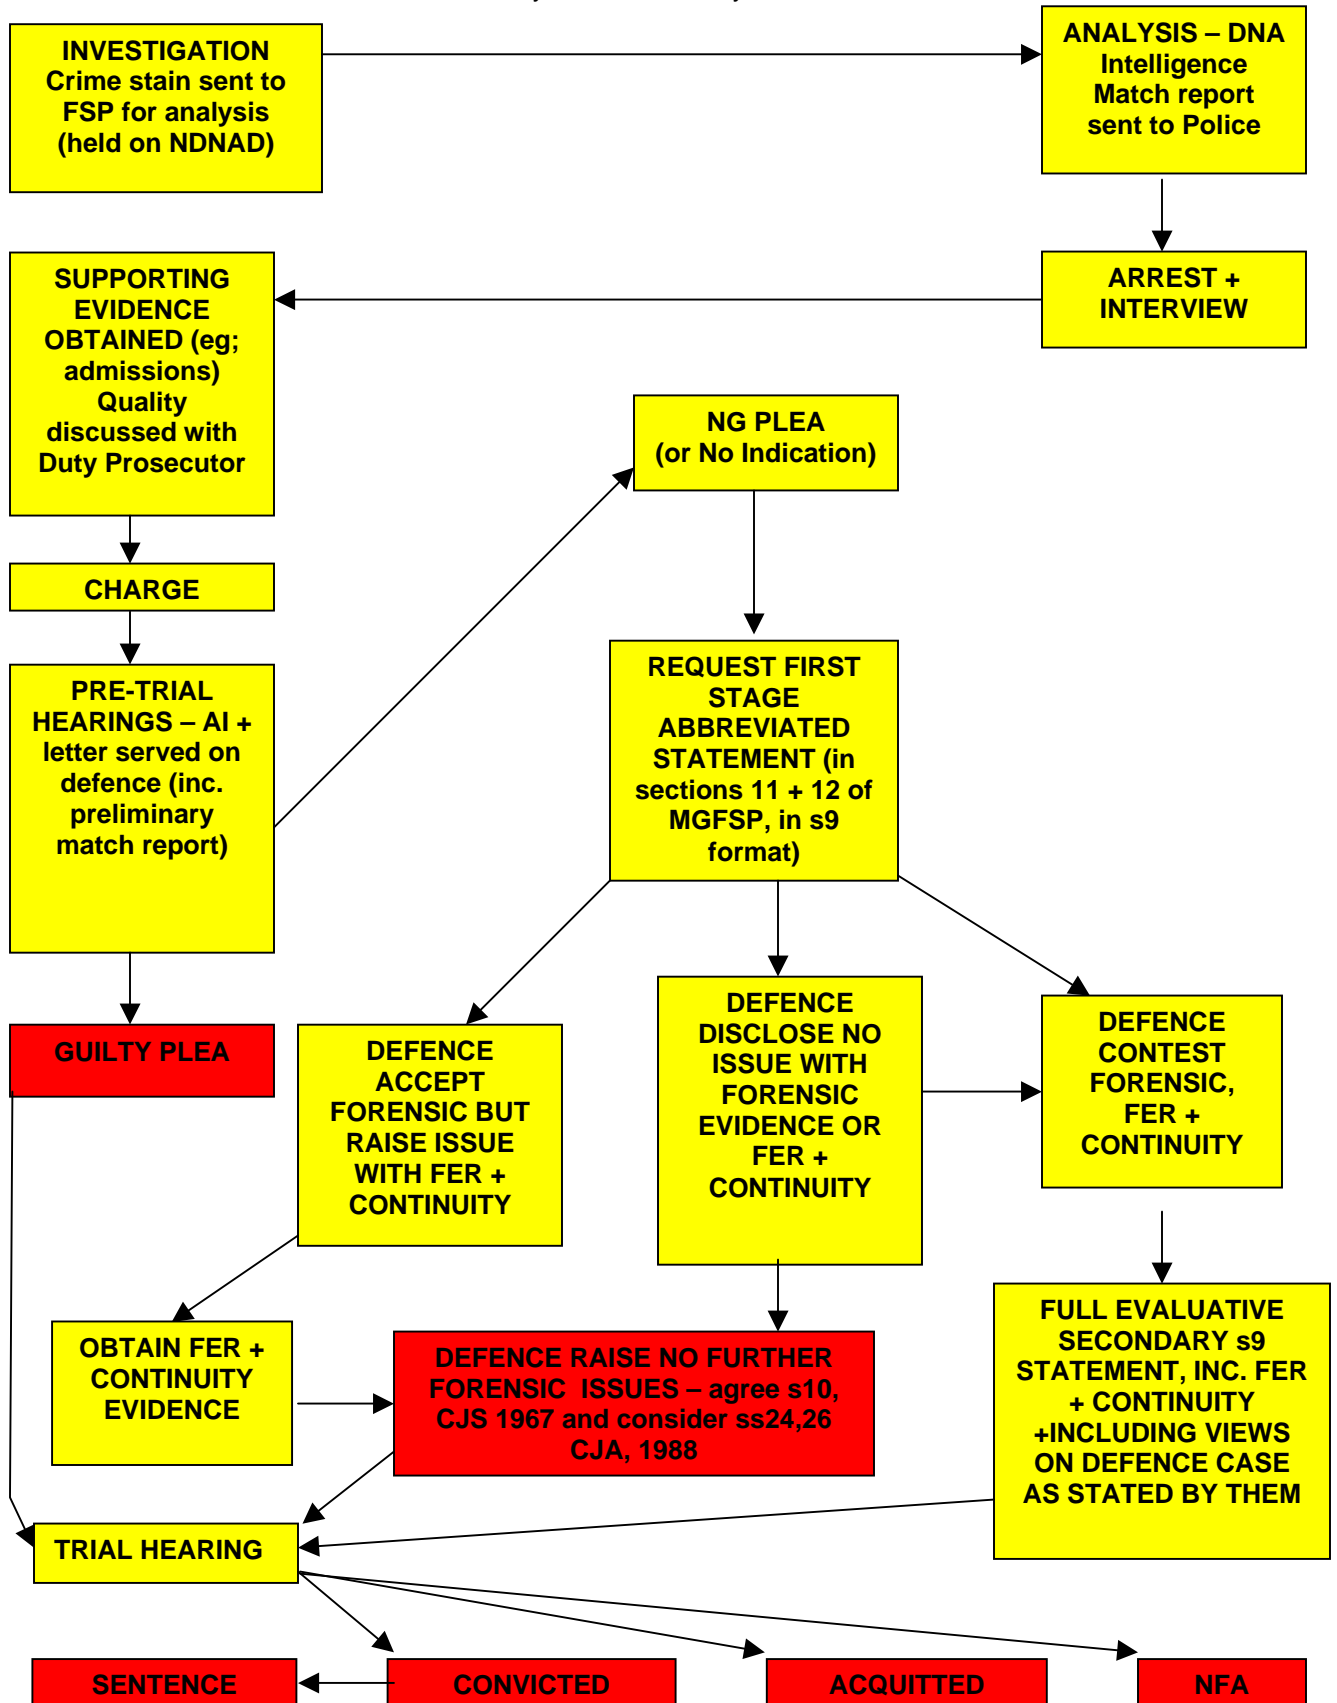 INVESTIGATION
Crime stain sent to
FSP for analysis
(held on NDNAD)
ANALYSIS – DNA
Intelligence
Match report
sent to Police
ARREST +
INTERVIEW
SUPPORTING
EVIDENCE
OBTAINED (eg;
admissions)
Quality
discussed with
Duty Prosecutor
CHARGE
PRE-TRIAL
HEARINGS – AI +
letter served on
defence (inc.
preliminary
match report)
NG PLEA
(or No Indication)
REQUEST FIRST
STAGE
ABBREVIATED
STATEMENT (in
sections 11 + 12 of
MGFSP, in s9
format)
GUILTY PLEA
DEFENCE
ACCEPT
FORENSIC BUT
RAISE ISSUE
WITH FER +
CONTINUITY
DEFENCE
DISCLOSE NO
ISSUE WITH
FORENSIC
EVIDENCE OR
FER +
CONTINUITY
DEFENCE
CONTEST
FORENSIC,
FER +
CONTINUITY
OBTAIN FER +
CONTINUITY
EVIDENCE
DEFENCE RAISE NO FURTHER
FORENSIC ISSUES – agree s10,
CJS 1967 and consider ss24,26
CJA, 1988
FULL EVALUATIVE
SECONDARY s9
STATEMENT, INC. FER
+ CONTINUITY
+INCLUDING VIEWS
ON DEFENCE CASE
AS STATED BY THEM
TRIAL HEARING
SENTENCE
CONVICTED
ACQUITTED
NFA